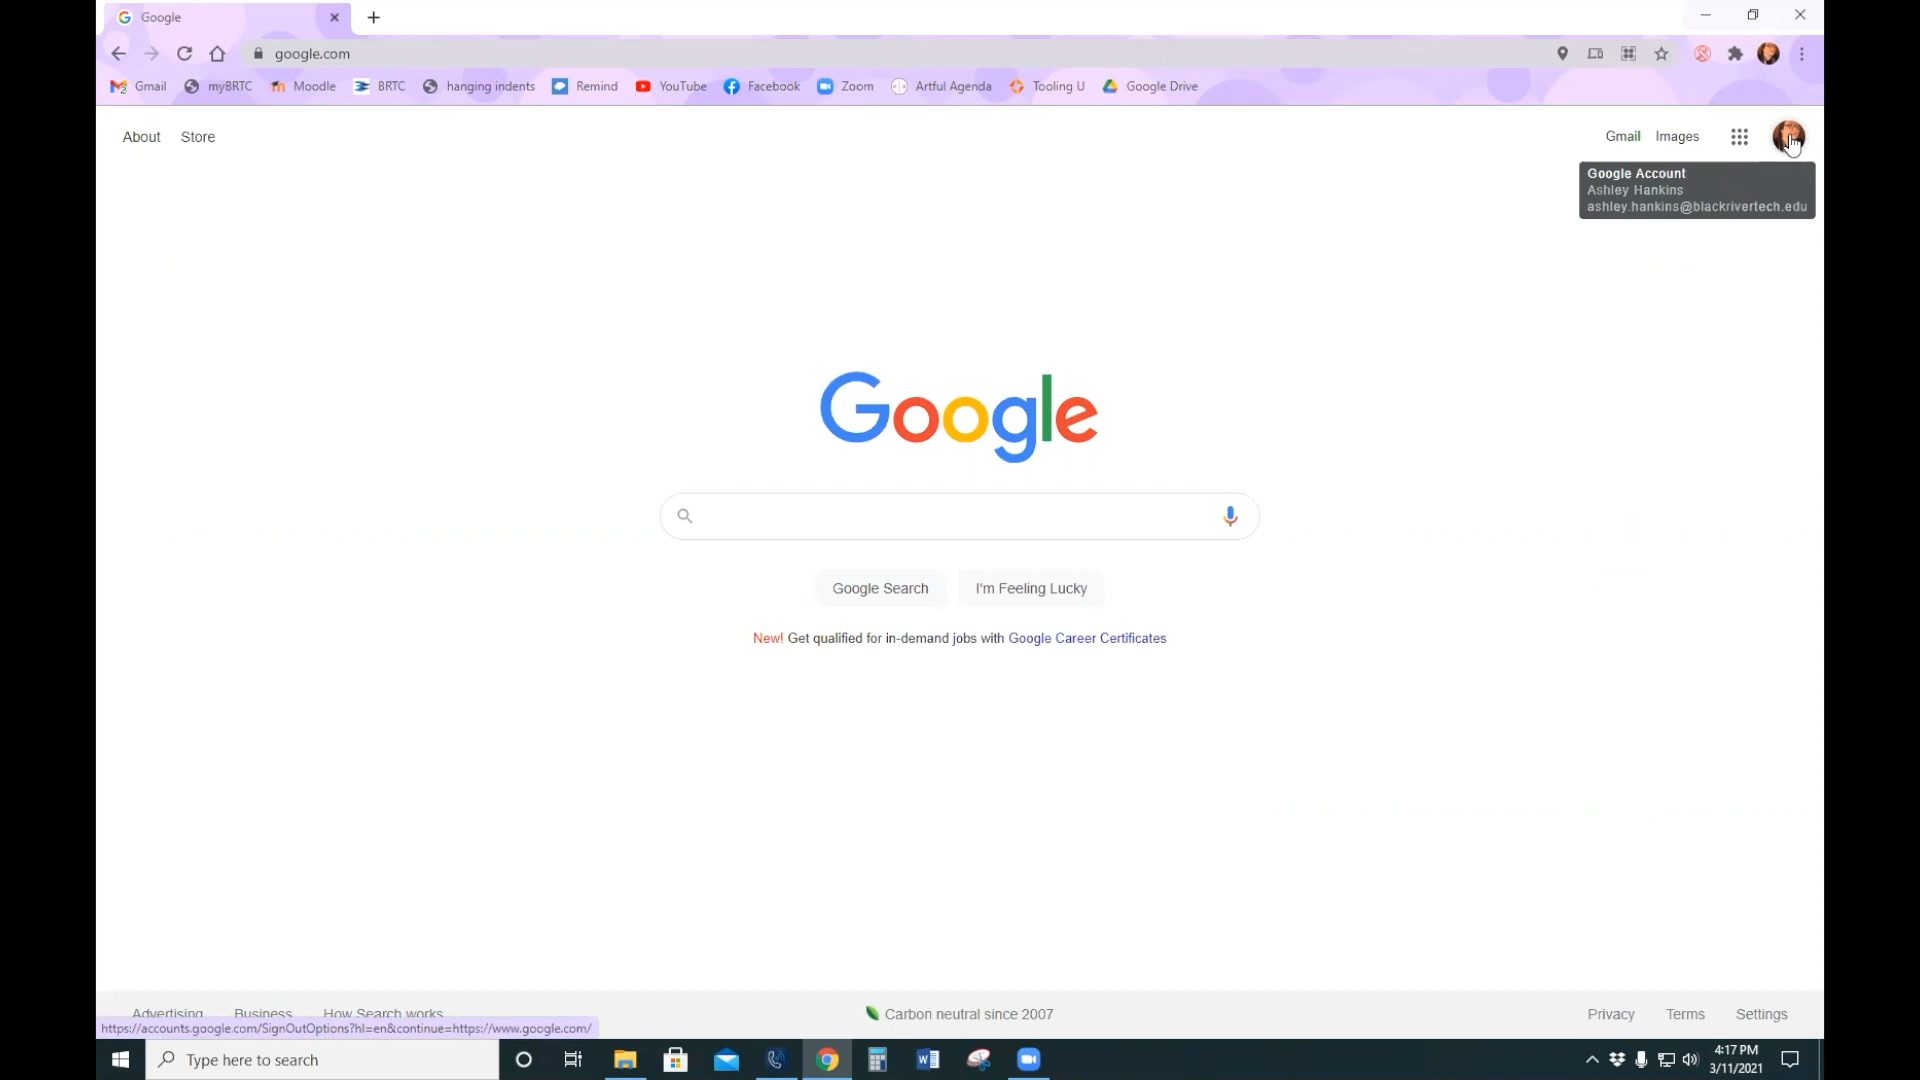 Google
google.com
Gmail myBRTC Moodle BRTC hanging indents Remind YouTube Facebook Zoom Artful Agenda Tooling U Google Drive
About Store Gmail Images
Google Account
Ashley Hankins
ashley.hankins@blackrivertech.edu
Google
Google Search I'm Feeling Lucky
New! Get qualified for in-demand jobs with Google Career Certificates
Advertising Business How Search works Carbon neutral since 2007 Privacy Terms Settings
https://accounts.google.com/SignOutOptions?hl=en&continue=https://www.google.com/
Type here to search
4:17 PM
3/11/2021